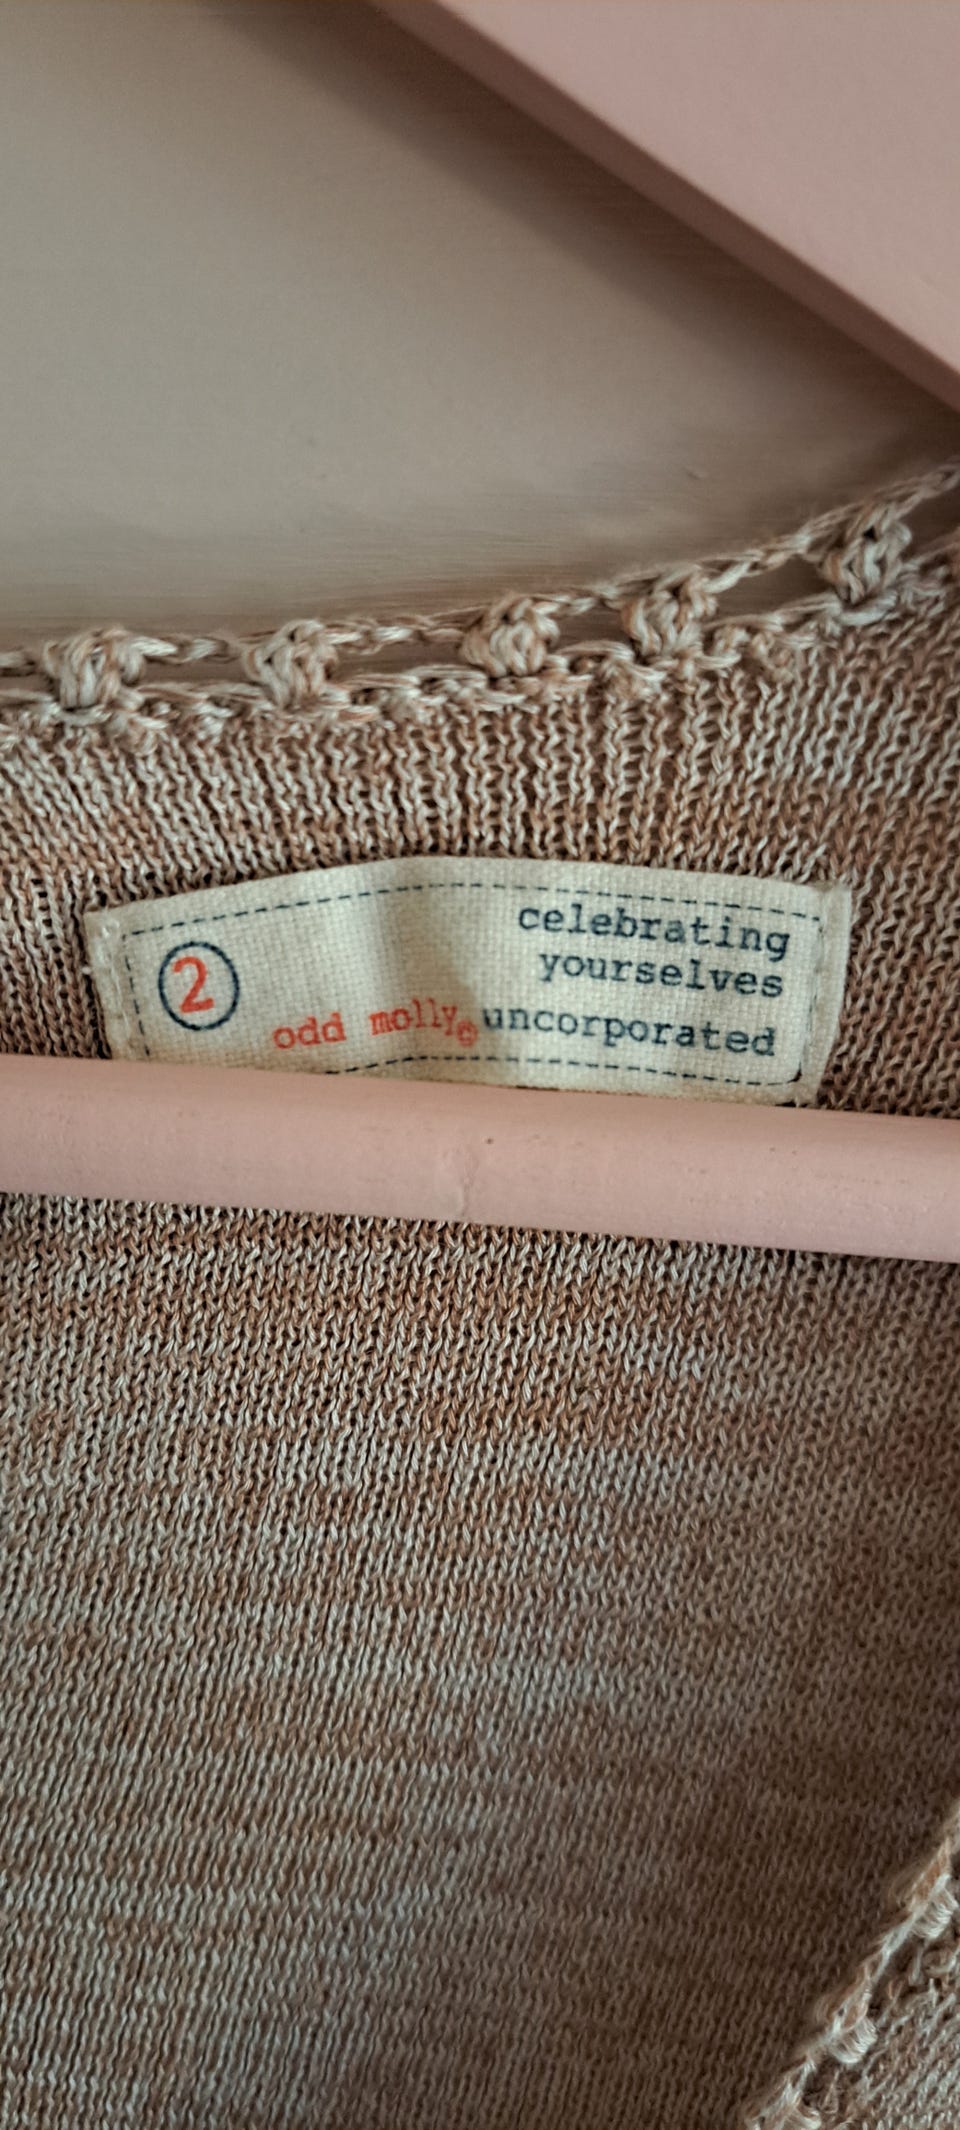 celebrating
yourselves
2
odd molly© uncorporated